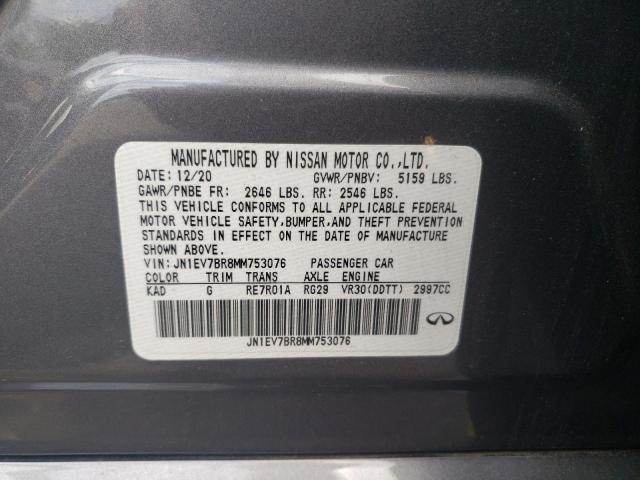 MANUFACTURED BY NISSAN MOTOR CO.,LTD.
DATE: 12/20 GVWR/PNBV: 5159 LBS.
GAWR/PNBE FR: 2646 LBS. RR: 2546 LBS.
THIS VEHICLE CONFORMS TO ALL APPLICABLE FEDERAL
MOTOR VEHICLE SAFETY, BUMPER, AND THEFT PREVENTION
STANDARDS IN EFFECT ON THE DATE OF MANUFACTURE
SHOWN ABOVE.
VIN: JN1EV7BR8MM753076 PASSENGER CAR
COLOR TRIM TRANS AXLE ENGINE
KAD G RE7R01A RG29 VR30(DDTT) 2997CC
JN1EV7BR8MM753076